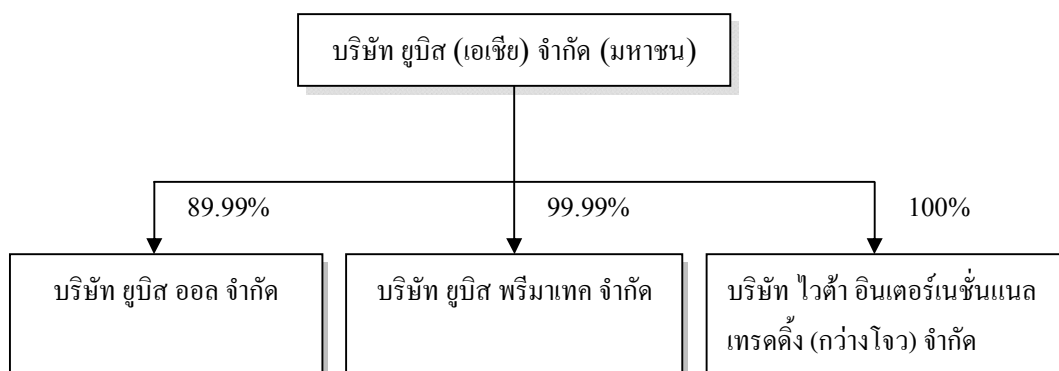 บริษัท ยูบิส (เอเชีย) จำกัด (มหาชน)
89.99%
99.99%
100%
บริษัท ยูบิส ออล จำกัด
บริษัท ยูบิส พรีมาเทค จำกัด
บริษัท ไวต้า อินเตอร์เนชั่นแนล
เทรดดิ้ง (กว่างโจว) จำกัด